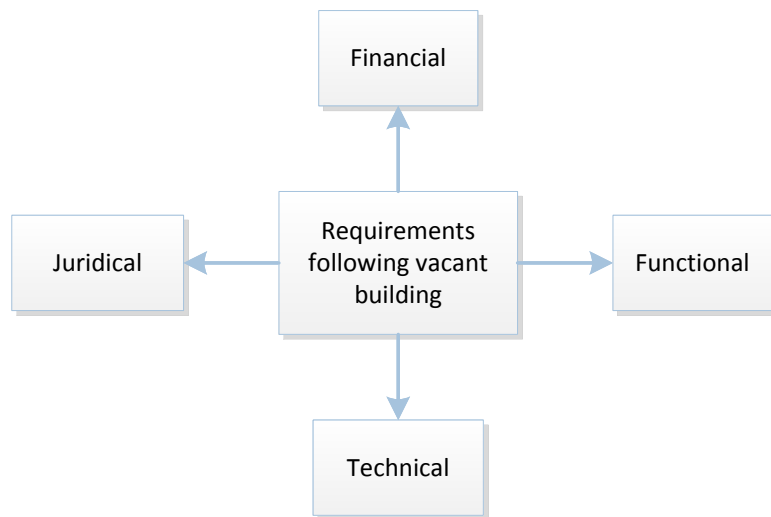 Financial
Juridical
Requirements
following vacant
building
Functional
Technical